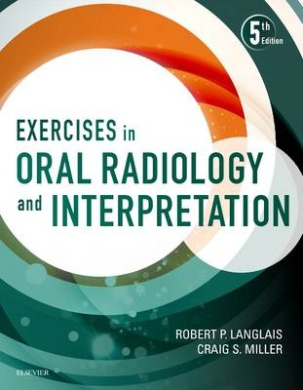 5th
Edition
EXERCISES in
ORAL RADIOLOGY
and INTERPRETATION
ROBERT P. LANGLAIS
CRAIG S. MILLER
ELSEVIER